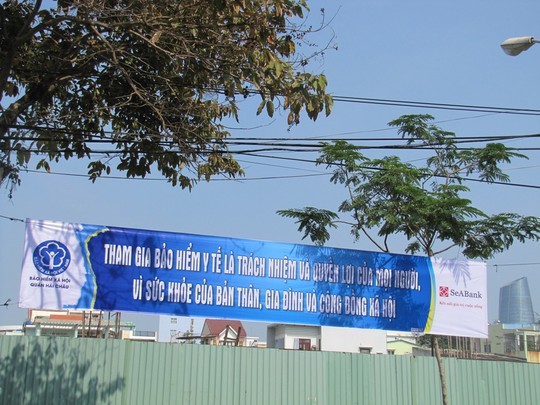 BẢO HIỂM XÃ HỘI
QUẬN HẢI CHÂU
THAM GIA BẢO HIỂM Y TẾ LÀ TRÁCH NHIỆM VÀ QUYỀN LỢI CỦA MỌI NGƯỜI,
VÌ SỨC KHỎE CỦA BẢN THÂN, GIA ĐÌNH VÀ CỘNG ĐỒNG XÃ HỘI
SeABank